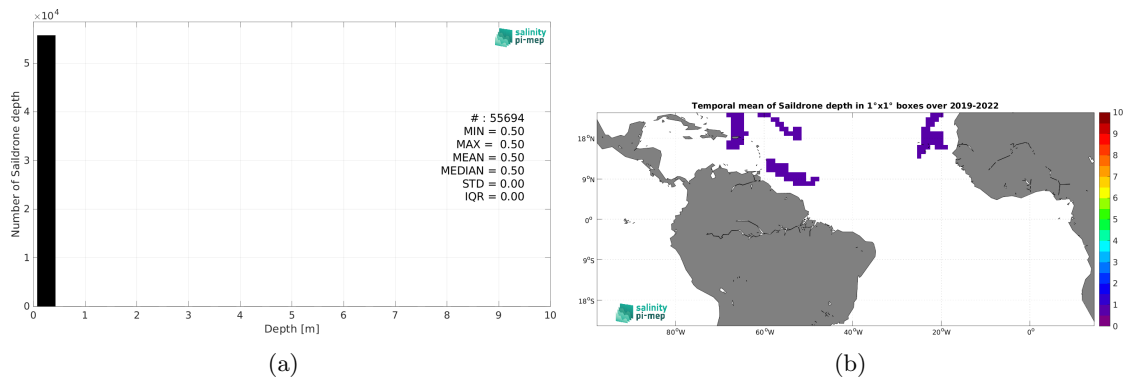 ×10⁴
5
4
3
2
1
0
Number of Saildrone depth
salinity
pi-mep
# : 55694
MIN = 0.50
MAX = 0.50
MEAN = 0.50
MEDIAN = 0.50
STD = 0.00
IQR = 0.00
0 1 2 3 4 5 6 7 8 9 10
Depth [m]
(a)
Temporal mean of Saildrone depth in 1°x1° boxes over 2019-2022
18°N
9°N
0°
9°S
18°S
salinity
pi-mep
80°W 60°W 40°W 20°W 0°
10
9
8
7
6
5
4
3
2
1
0
(b)